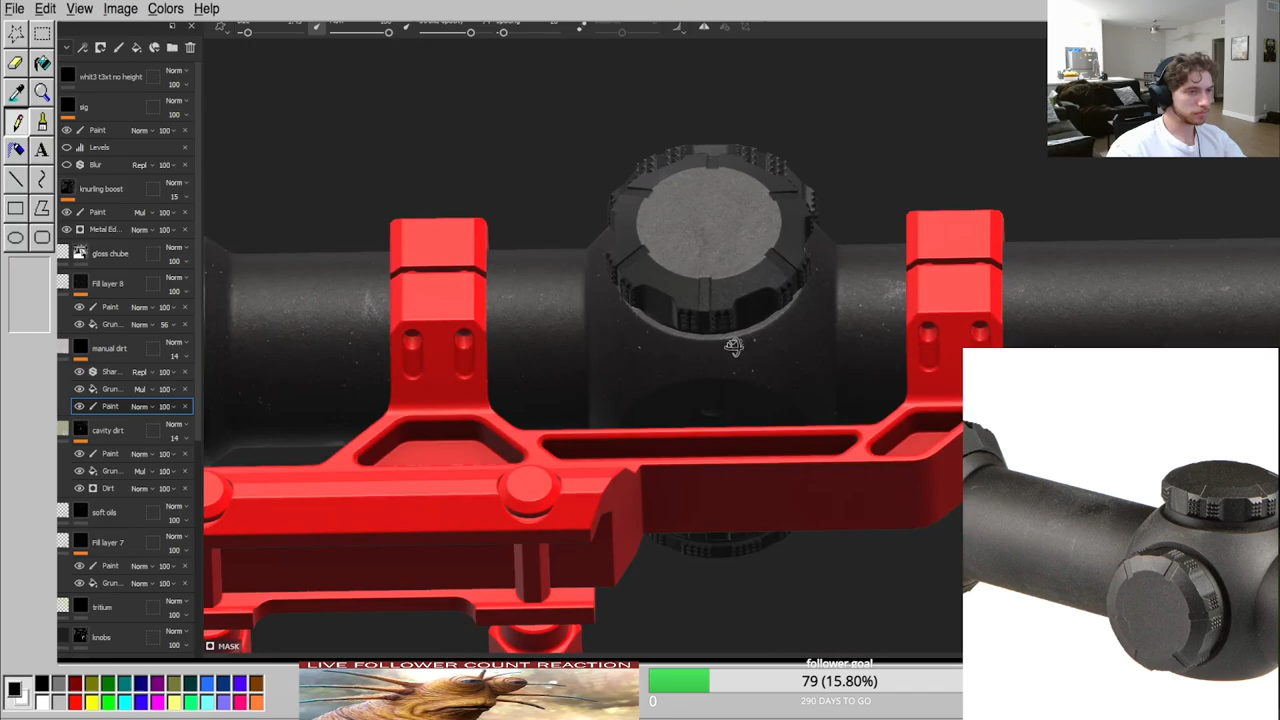 File Edit View Image Colors Help
whit3 t3xt no height Norm 100
sig Norm 100
Paint Norm 100
Levels
Blur Repl 100
knurling boost Norm 15
Paint Mul 100
Metal Ed... Norm 100
gloss chube Norm 100
Fill layer 8 Norm 100
Paint Norm 100
Grun... Norm 56
manual dirt Norm 14
Shar... Repl 100
Grun... Mul 100
Paint Norm 100
cavity dirt Norm 14
Paint Norm 100
Grun... Mul 100
Dirt Norm 100
soft oils Norm 100
Fill layer 7 Norm 100
Paint Norm 100
Grun... Norm 100
tritium Norm 100
knobs Norm 100
MASK
LIVE FOLLOWER COUNT REACTION
follower goal
79 (15.80%)
0
290 DAYS TO GO